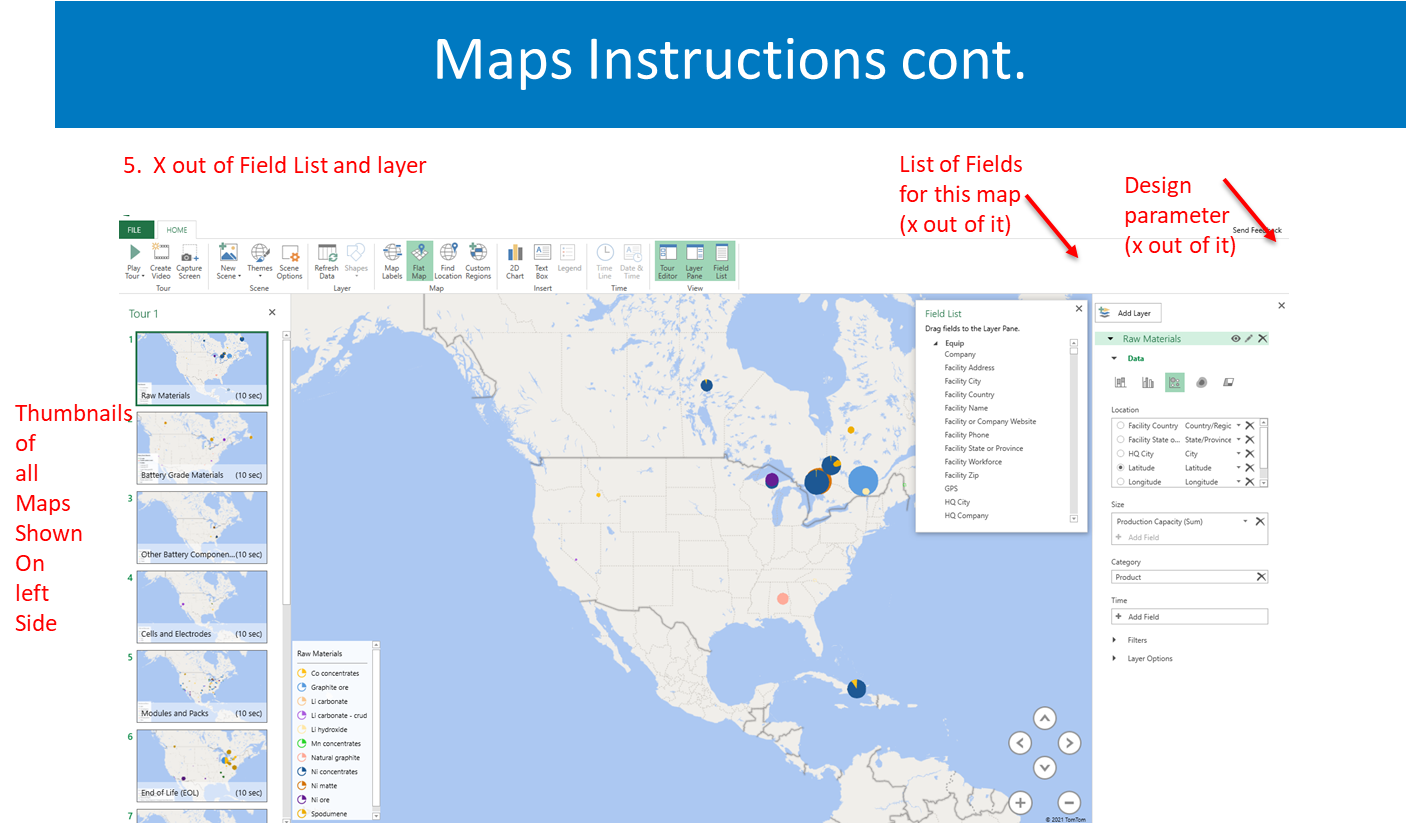 Maps Instructions cont.
5. X out of Field List and layer
List of Fields
for this map
(x out of it)
Design
parameter
(x out of it)
Thumbnails
of
all
Maps
Shown
On
left
Side
FILE
HOME
Send Feedback
Play
Tour
Create
Video
Capture
Screen
Tour
New
Scene
Themes
Scene
Options
Scene
Refresh
Data
Shapes
Layer
Map
Labels
Flat
Map
Find
Location
Custom
Regions
Map
2D
Chart
Text
Box
Legend
Insert
Time
Line
Date &
Time
Time
Tour
Editor
Layer
Pane
Field
List
View
Tour 1
1
Raw Materials (10 sec)
2
Battery Grade Materials (10 sec)
3
Other Battery Componen...(10 sec)
4
Cells and Electrodes (10 sec)
5
Modules and Packs (10 sec)
6
End of Life (EOL) (10 sec)
7
Raw Materials
Co concentrates
Graphite ore
Li carbonate
Li carbonate - crud
Li hydroxide
Mn concentrates
Natural graphite
Ni concentrates
Ni matte
Ni ore
Spodumene
Field List
Drag fields to the Layer Pane.
Equip
Company
Facility Address
Facility City
Facility Country
Facility Name
Facility or Company Website
Facility Phone
Facility State or Province
Facility Workforce
Facility Zip
GPS
HQ City
HQ Company
Add Layer
Raw Materials
Data
Location
Facility Country Country/Regic
Facility State o... State/Province
HQ City City
Latitude Latitude
Longitude Longitude
Size
Production Capacity (Sum)
Add Field
Category
Product
Time
Add Field
Filters
Layer Options
© 2021 TomTom